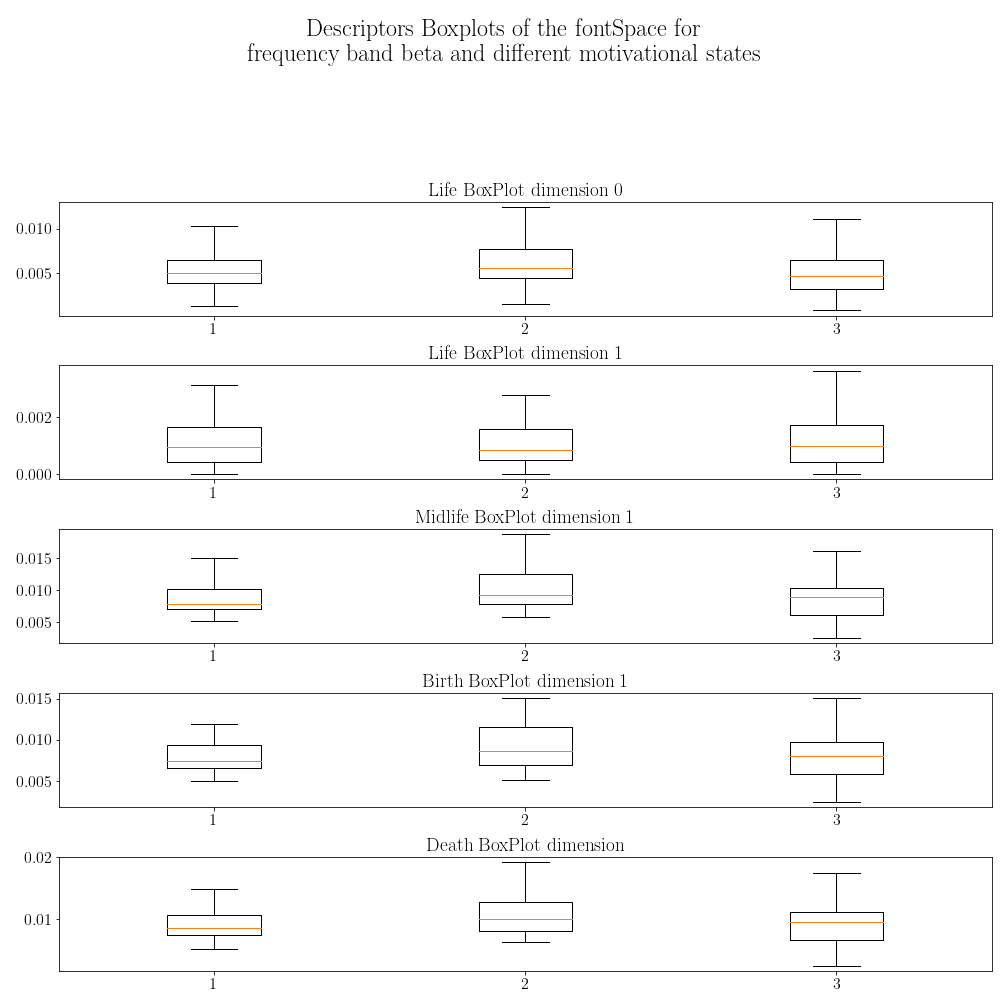 Descriptors Boxplots of the fontSpace for
frequency band beta and different motivational states
Life BoxPlot dimension 0
0.010
0.005
1 2 3
Life BoxPlot dimension 1
0.002
0.000
1 2 3
Midlife BoxPlot dimension 1
0.015
0.010
0.005
1 2 3
Birth BoxPlot dimension 1
0.015
0.010
0.005
1 2 3
Death BoxPlot dimension
0.02
0.01
1 2 3